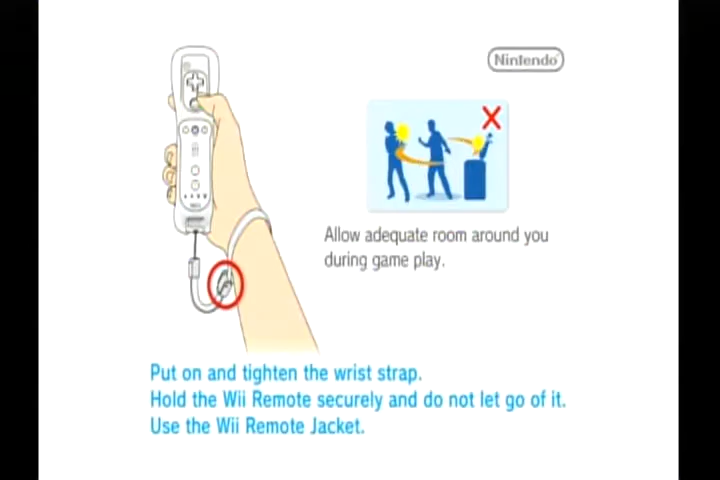 Nintendo
Allow adequate room around you
during game play.
Put on and tighten the wrist strap.
Hold the Wii Remote securely and do not let go of it.
Use the Wii Remote Jacket.